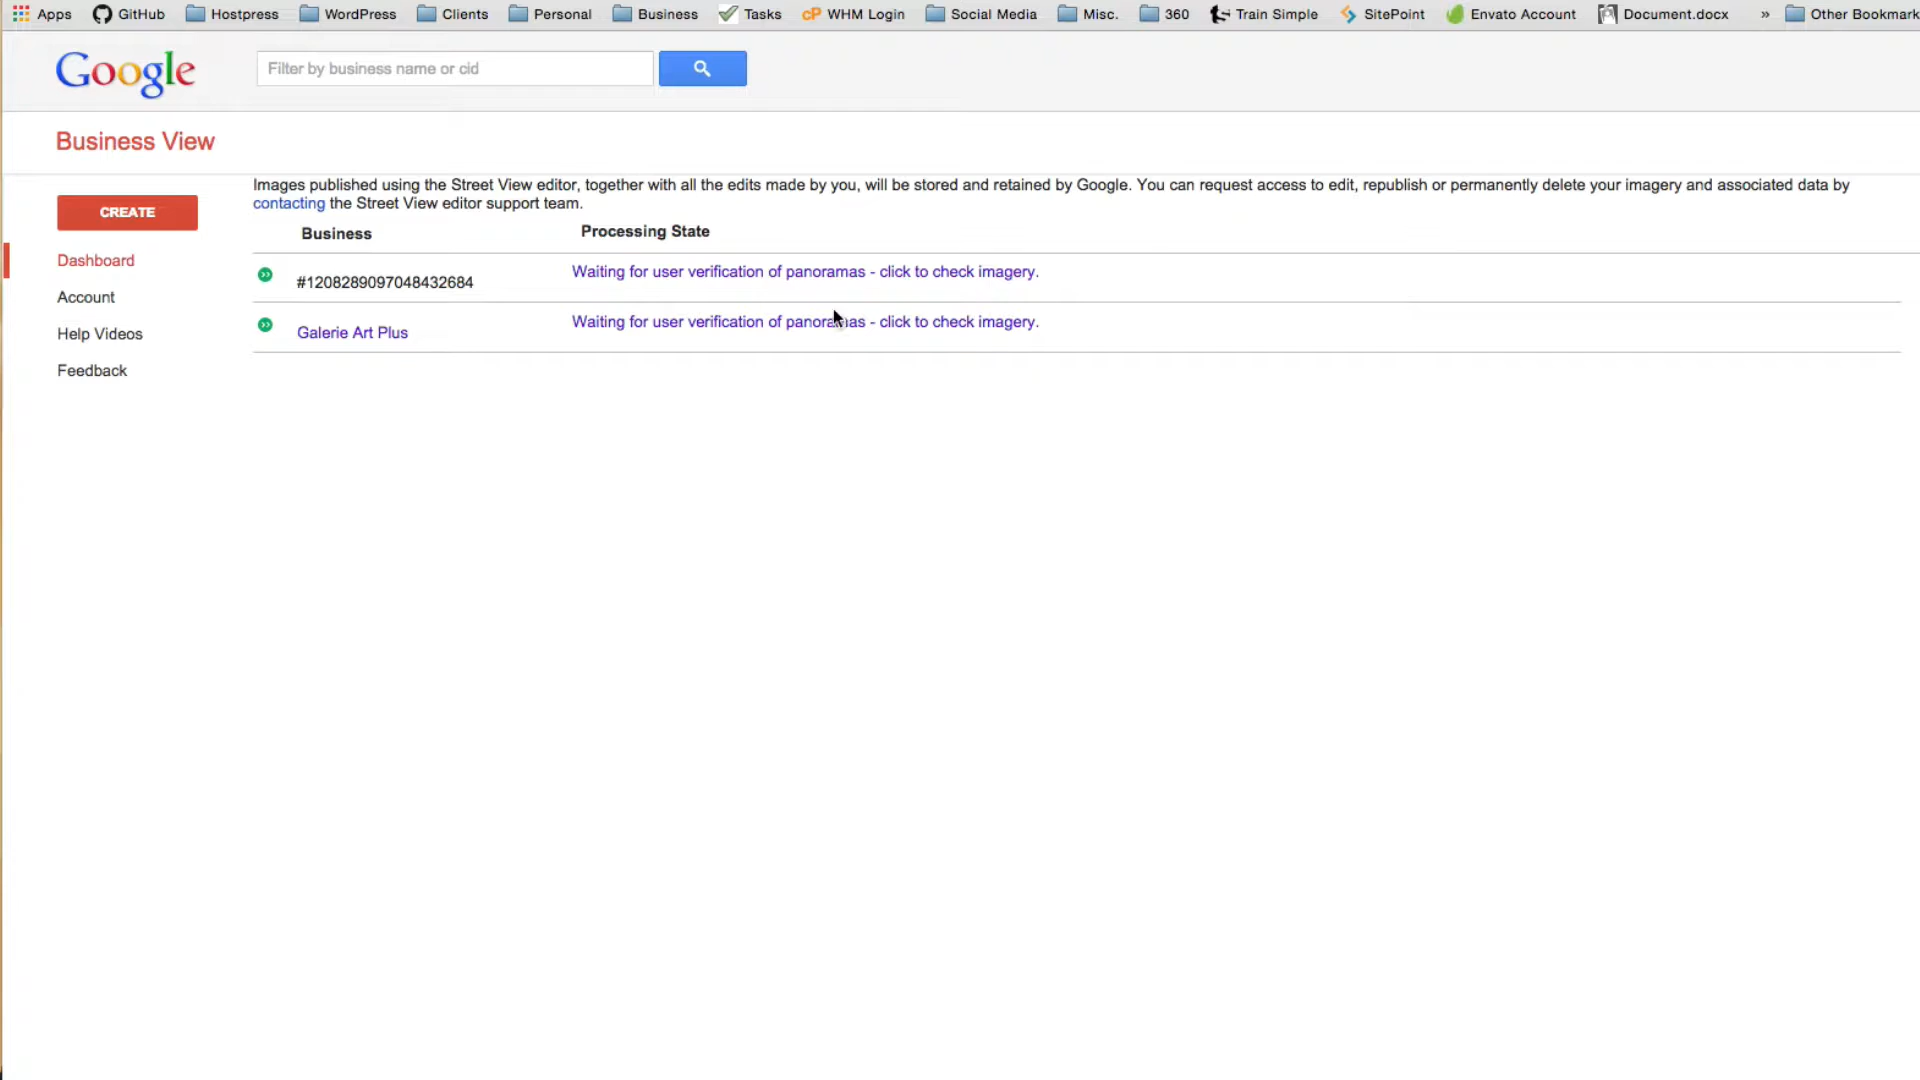 Apps GitHub Hostpress WordPress Clients Personal Business Tasks cP WHM Login Social Media Misc. 360 Train Simple SitePoint Envato Account Document.docx » Other Bookmark
Google Filter by business name or cid
Business View
Images published using the Street View editor, together with all the edits made by you, will be stored and retained by Google. You can request access to edit, republish or permanently delete your imagery and associated data by
contacting the Street View editor support team.
CREATE
Dashboard
Account
Help Videos
Feedback
Business Processing State
#1208289097048432684 Waiting for user verification of panoramas - click to check imagery.
Galerie Art Plus Waiting for user verification of panoramas - click to check imagery.